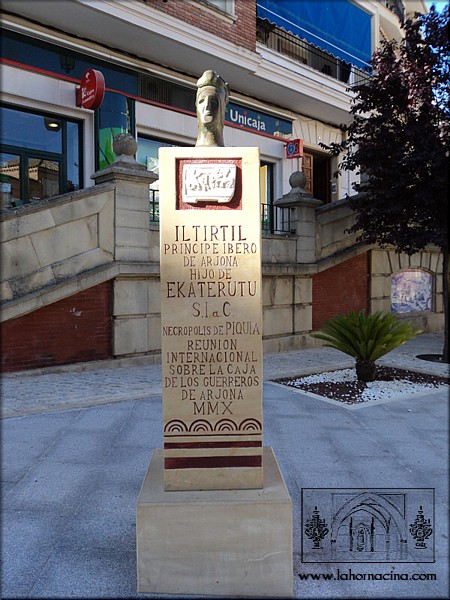 Unicaja
ILTIRTIL
PRINCIPE IBERO
DE ARJONA
HIJO DE
EKATERUTU
S.I.a C
NECROPOLIS DE PIQUIA
REUNION
INTERNACIONAL
SOBRE LA CAJA
DE LOS GUERREROS
DE ARJONA
MMX
www.lahornacina.com